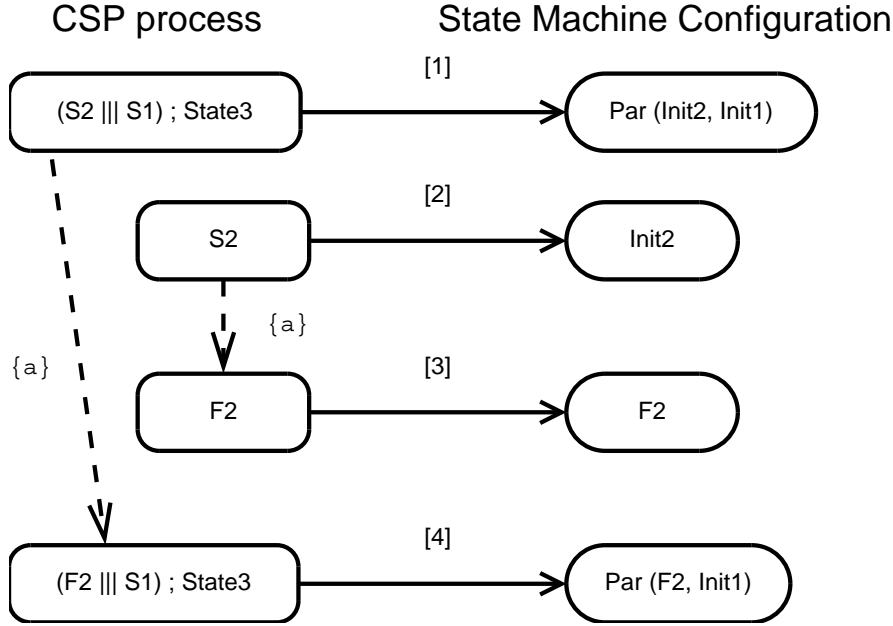 CSP process
State Machine Configuration
[1]
(S2 ||| S1) ; State3
Par (Init2, Init1)
[2]
S2
Init2
{a}
{a}
[3]
F2
F2
[4]
(F2 ||| S1) ; State3
Par (F2, Init1)